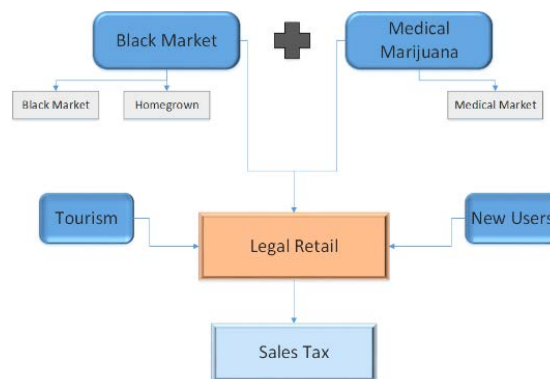 Black Market
Medical
Marijuana
Black Market
Homegrown
Medical Market
Tourism
New Users
Legal Retail
Sales Tax